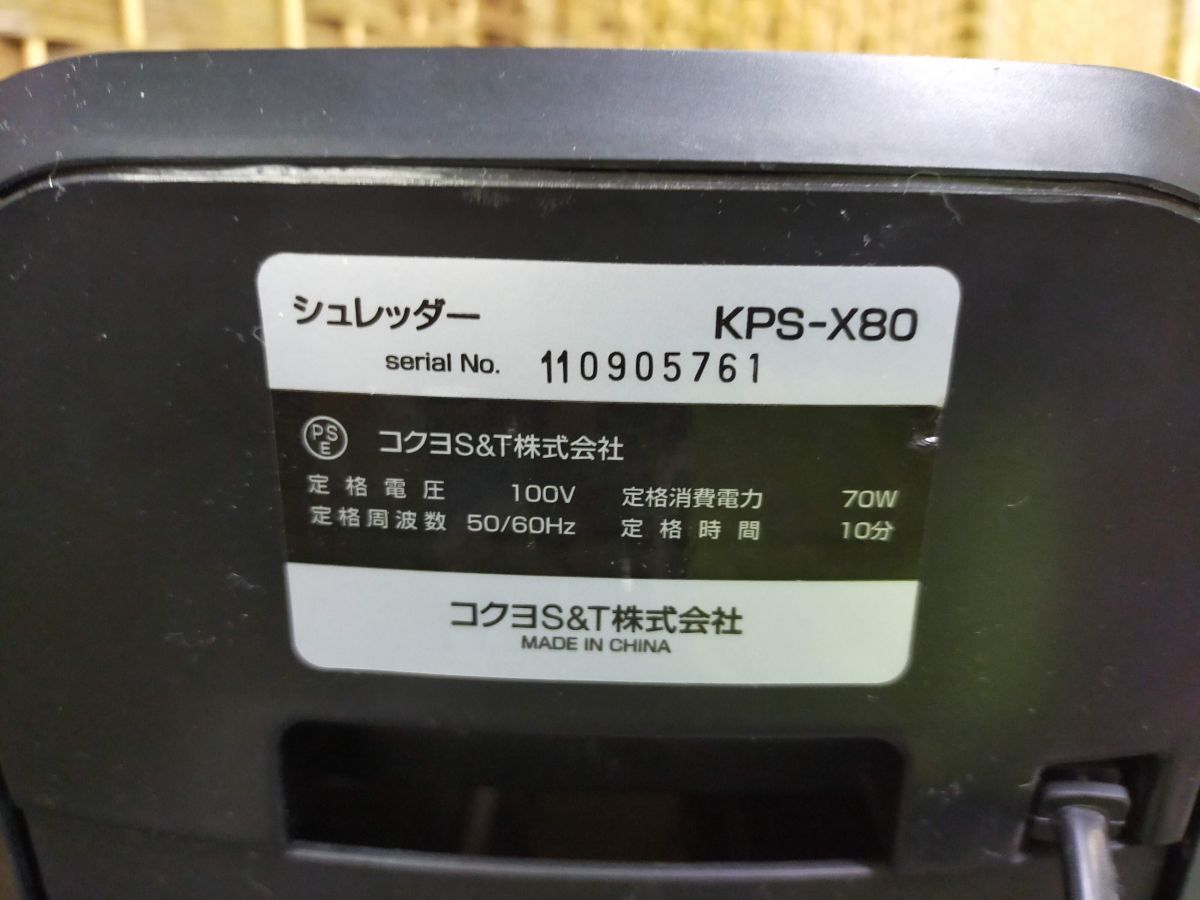 シュレッダー KPS-X80
serial No. 110905761
PSE コクヨS&T株式会社
定格電圧 100V 定格消費電力 70W
定格周波数 50/60Hz 定格時間 10分
コクヨS&T株式会社
MADE IN CHINA